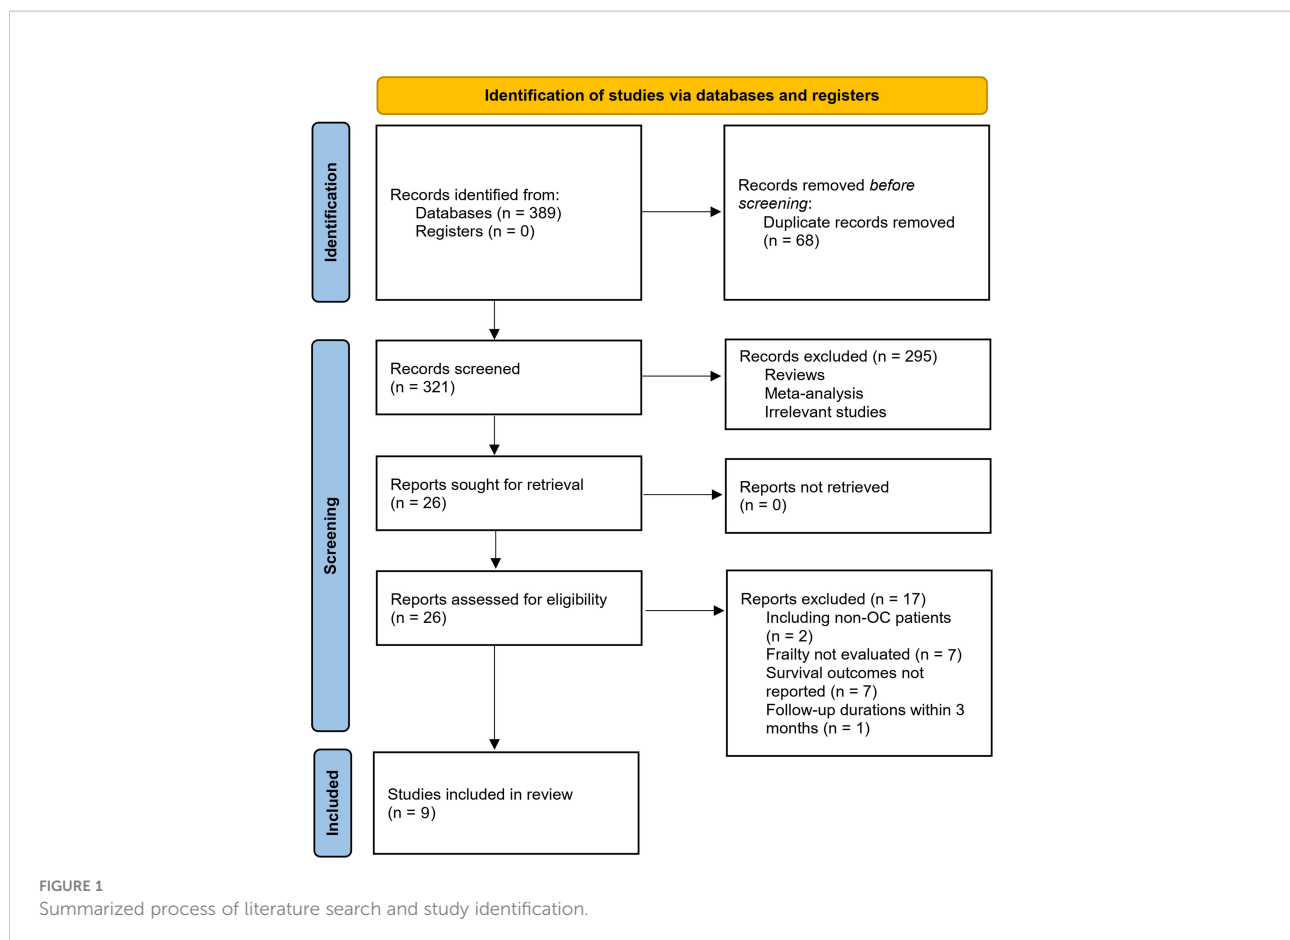 Identification of studies via databases and registers
Identification
Records identified from:
Databases (n = 389)
Registers (n = 0)
Records removed before
screening:
Duplicate records removed
(n = 68)
Screening
Records screened
(n = 321)
Records excluded (n = 295)
Reviews
Meta-analysis
Irrelevant studies
Reports sought for retrieval
(n = 26)
Reports not retrieved
(n = 0)
Reports assessed for eligibility
(n = 26)
Reports excluded (n = 17)
Including non-OC patients
(n = 2)
Frailty not evaluated (n = 7)
Survival outcomes not
reported (n = 7)
Follow-up durations within 3
months (n = 1)
Included
Studies included in review
(n = 9)
FIGURE 1
Summarized process of literature search and study identification.